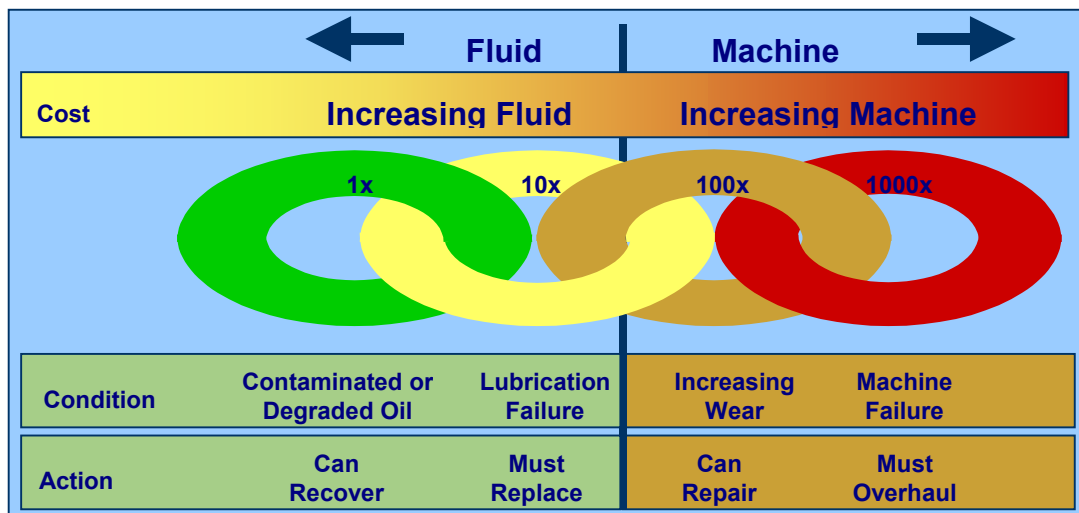 Fluid Machine
Cost Increasing Fluid Increasing Machine
1x 10x 100x 1000x
Condition
Contaminated or
Degraded Oil
Lubrication
Failure
Increasing
Wear
Machine
Failure
Action
Can
Recover
Must
Replace
Can
Repair
Must
Overhaul